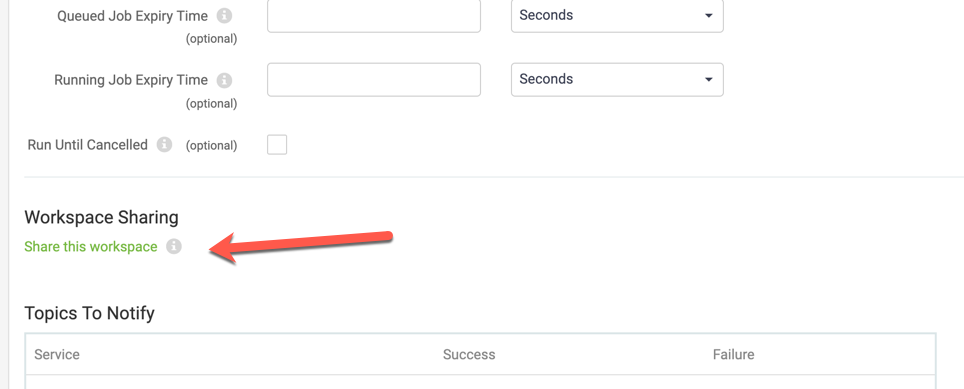 Queued Job Expiry Time
Seconds
(optional)
Running Job Expiry Time
Seconds
(optional)
Run Until Cancelled (optional)
Workspace Sharing
Share this workspace
Topics To Notify
Service Success Failure